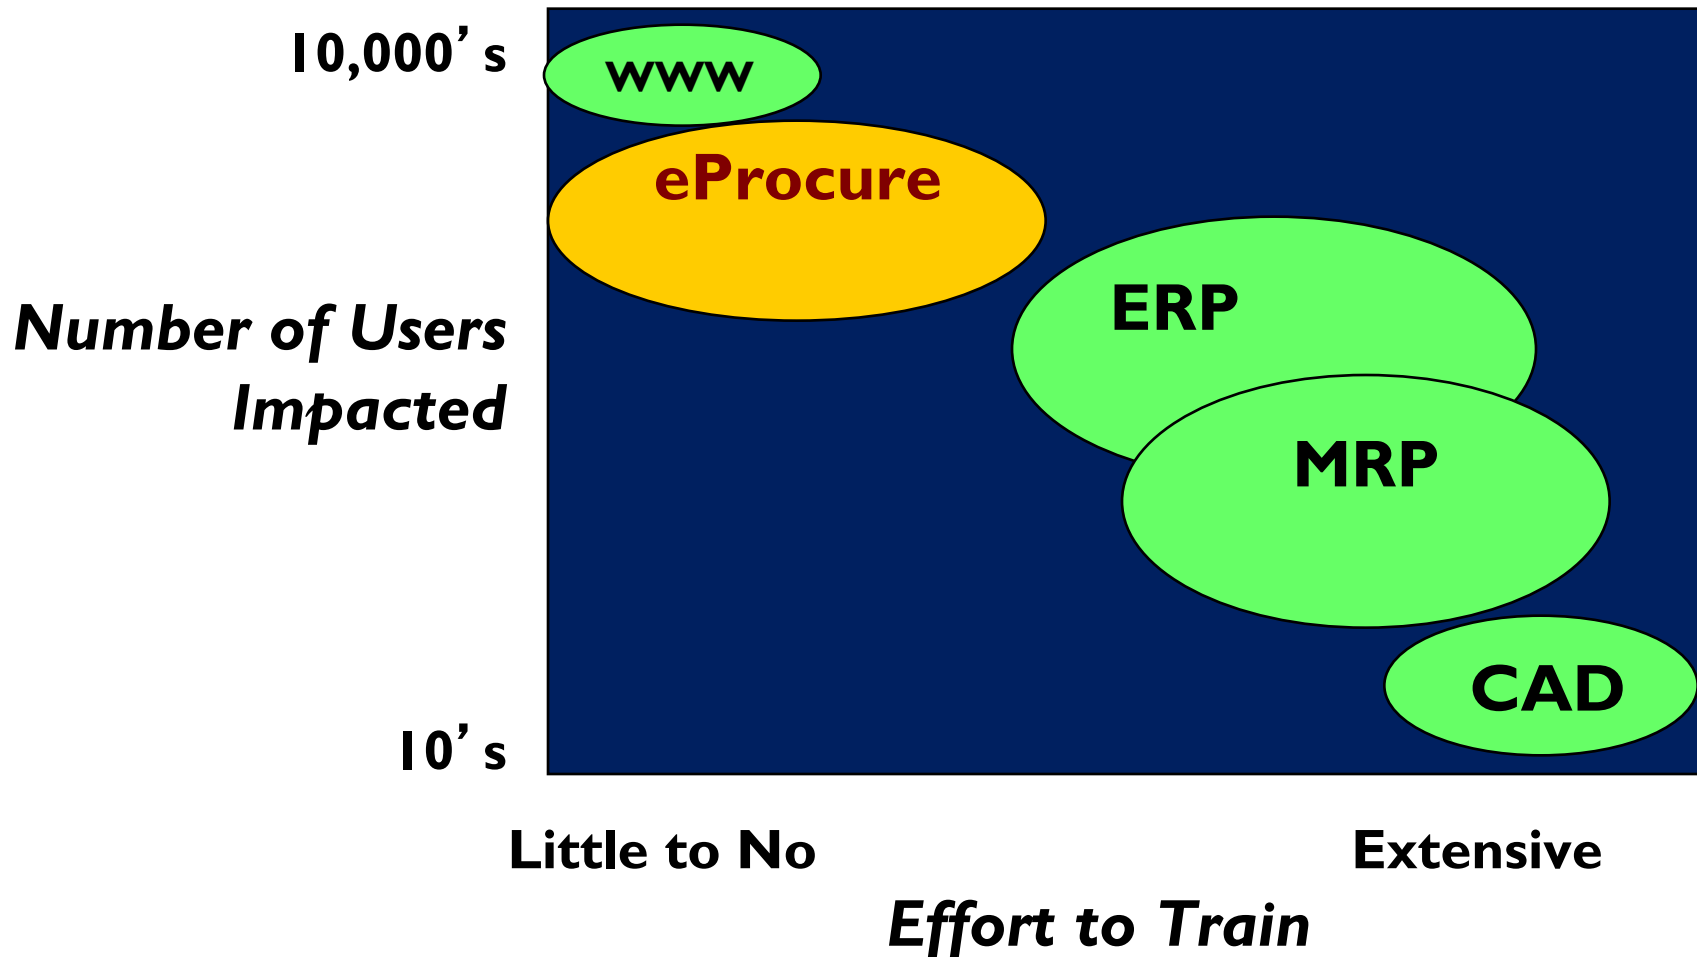 10,000's
www
eProcure
ERP
Number of Users
Impacted
MRP
CAD
10's
Little to No
Extensive
Effort to Train